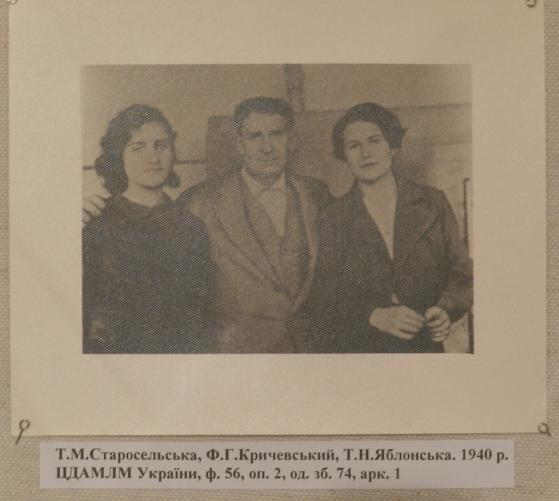 Т.М.Старосельська, Ф.Г.Кричевський, Т.Н.Яблонська. 1940 р.
ЦДАМЛМ України, ф. 56, оп. 2, од. зб. 74, арк. 1